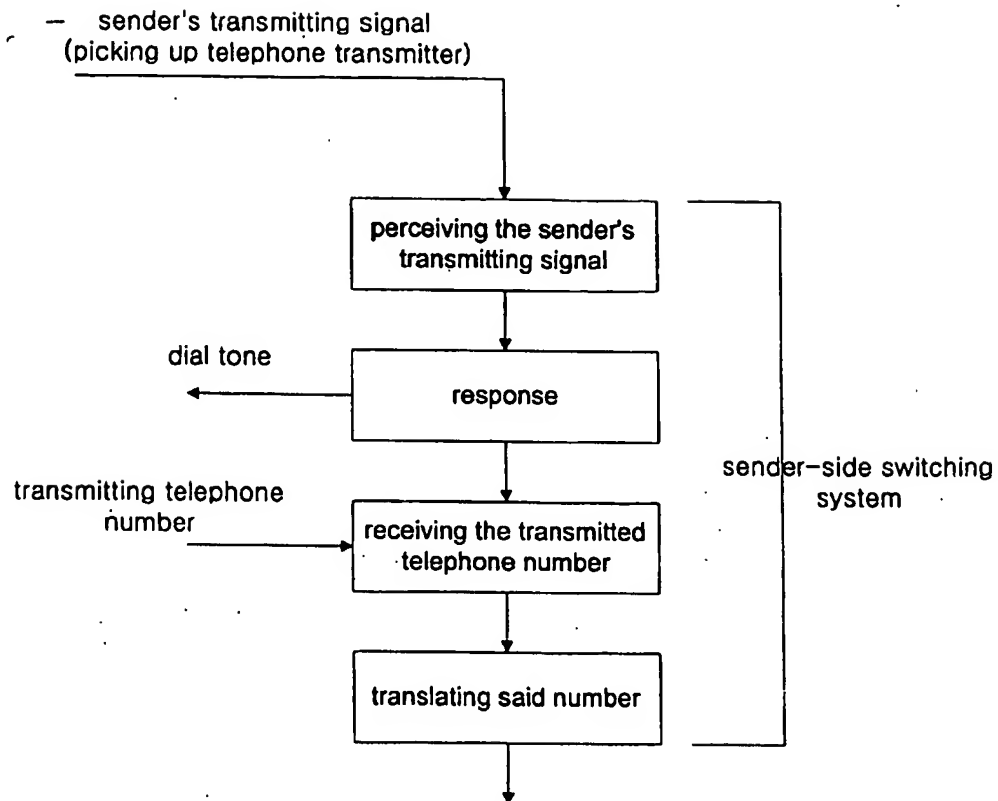 — sender's transmitting signal
(picking up telephone transmitter)
perceiving the sender's
transmitting signal
dial tone
response
transmitting telephone
number
receiving the transmitted
telephone number
sender-side switching
system
translating said number